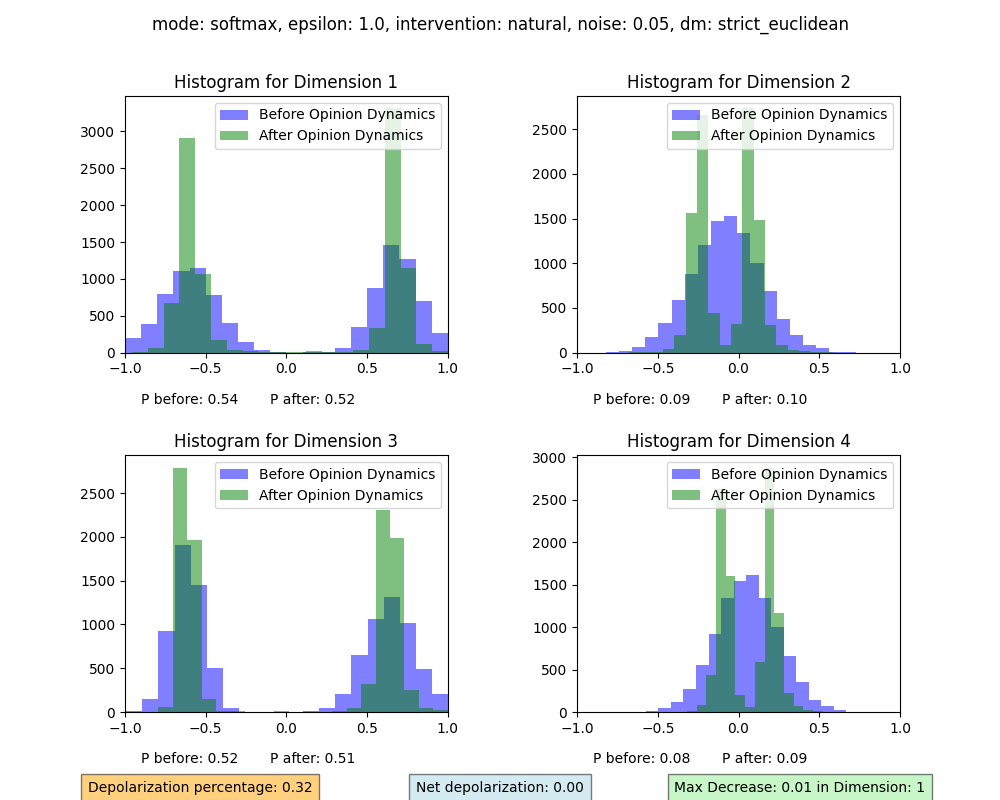 mode: softmax, epsilon: 1.0, intervention: natural, noise: 0.05, dm: strict_euclidean
Histogram for Dimension 1
Before Opinion Dynamics
After Opinion Dynamics
3000
2500
2000
1500
1000
500
0
−1.0 −0.5 0.0 0.5 1.0
P before: 0.54 P after: 0.52
Histogram for Dimension 2
Before Opinion Dynamics
After Opinion Dynamics
2500
2000
1500
1000
500
0
−1.0 −0.5 0.0 0.5 1.0
P before: 0.09 P after: 0.10
Histogram for Dimension 3
Before Opinion Dynamics
After Opinion Dynamics
2500
2000
1500
1000
500
0
−1.0 −0.5 0.0 0.5 1.0
P before: 0.52 P after: 0.51
Histogram for Dimension 4
Before Opinion Dynamics
After Opinion Dynamics
3000
2500
2000
1500
1000
500
0
−1.0 −0.5 0.0 0.5 1.0
P before: 0.08 P after: 0.09
Depolarization percentage: 0.32
Net depolarization: 0.00
Max Decrease: 0.01 in Dimension: 1